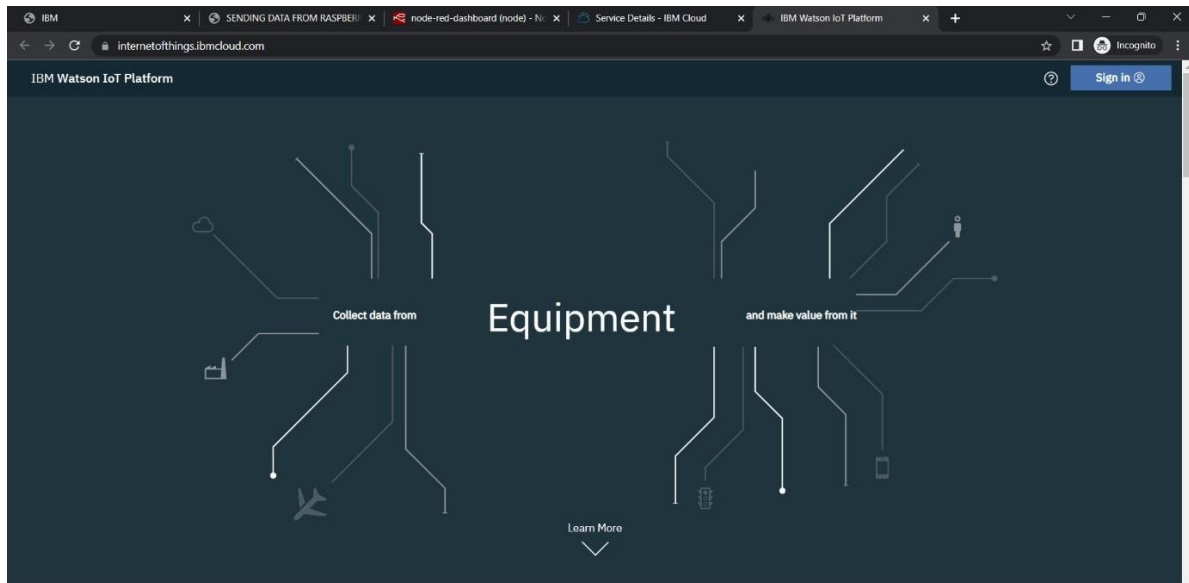 IBM
SENDING DATA FROM RASPBERR
node-red-dashboard (node) - No
Service Details - IBM Cloud
IBM Watson IoT Platform
internetofthings.ibmcloud.com
Incognito
IBM Watson IoT Platform
Sign in
Collect data from
Equipment
and make value from it
Learn More